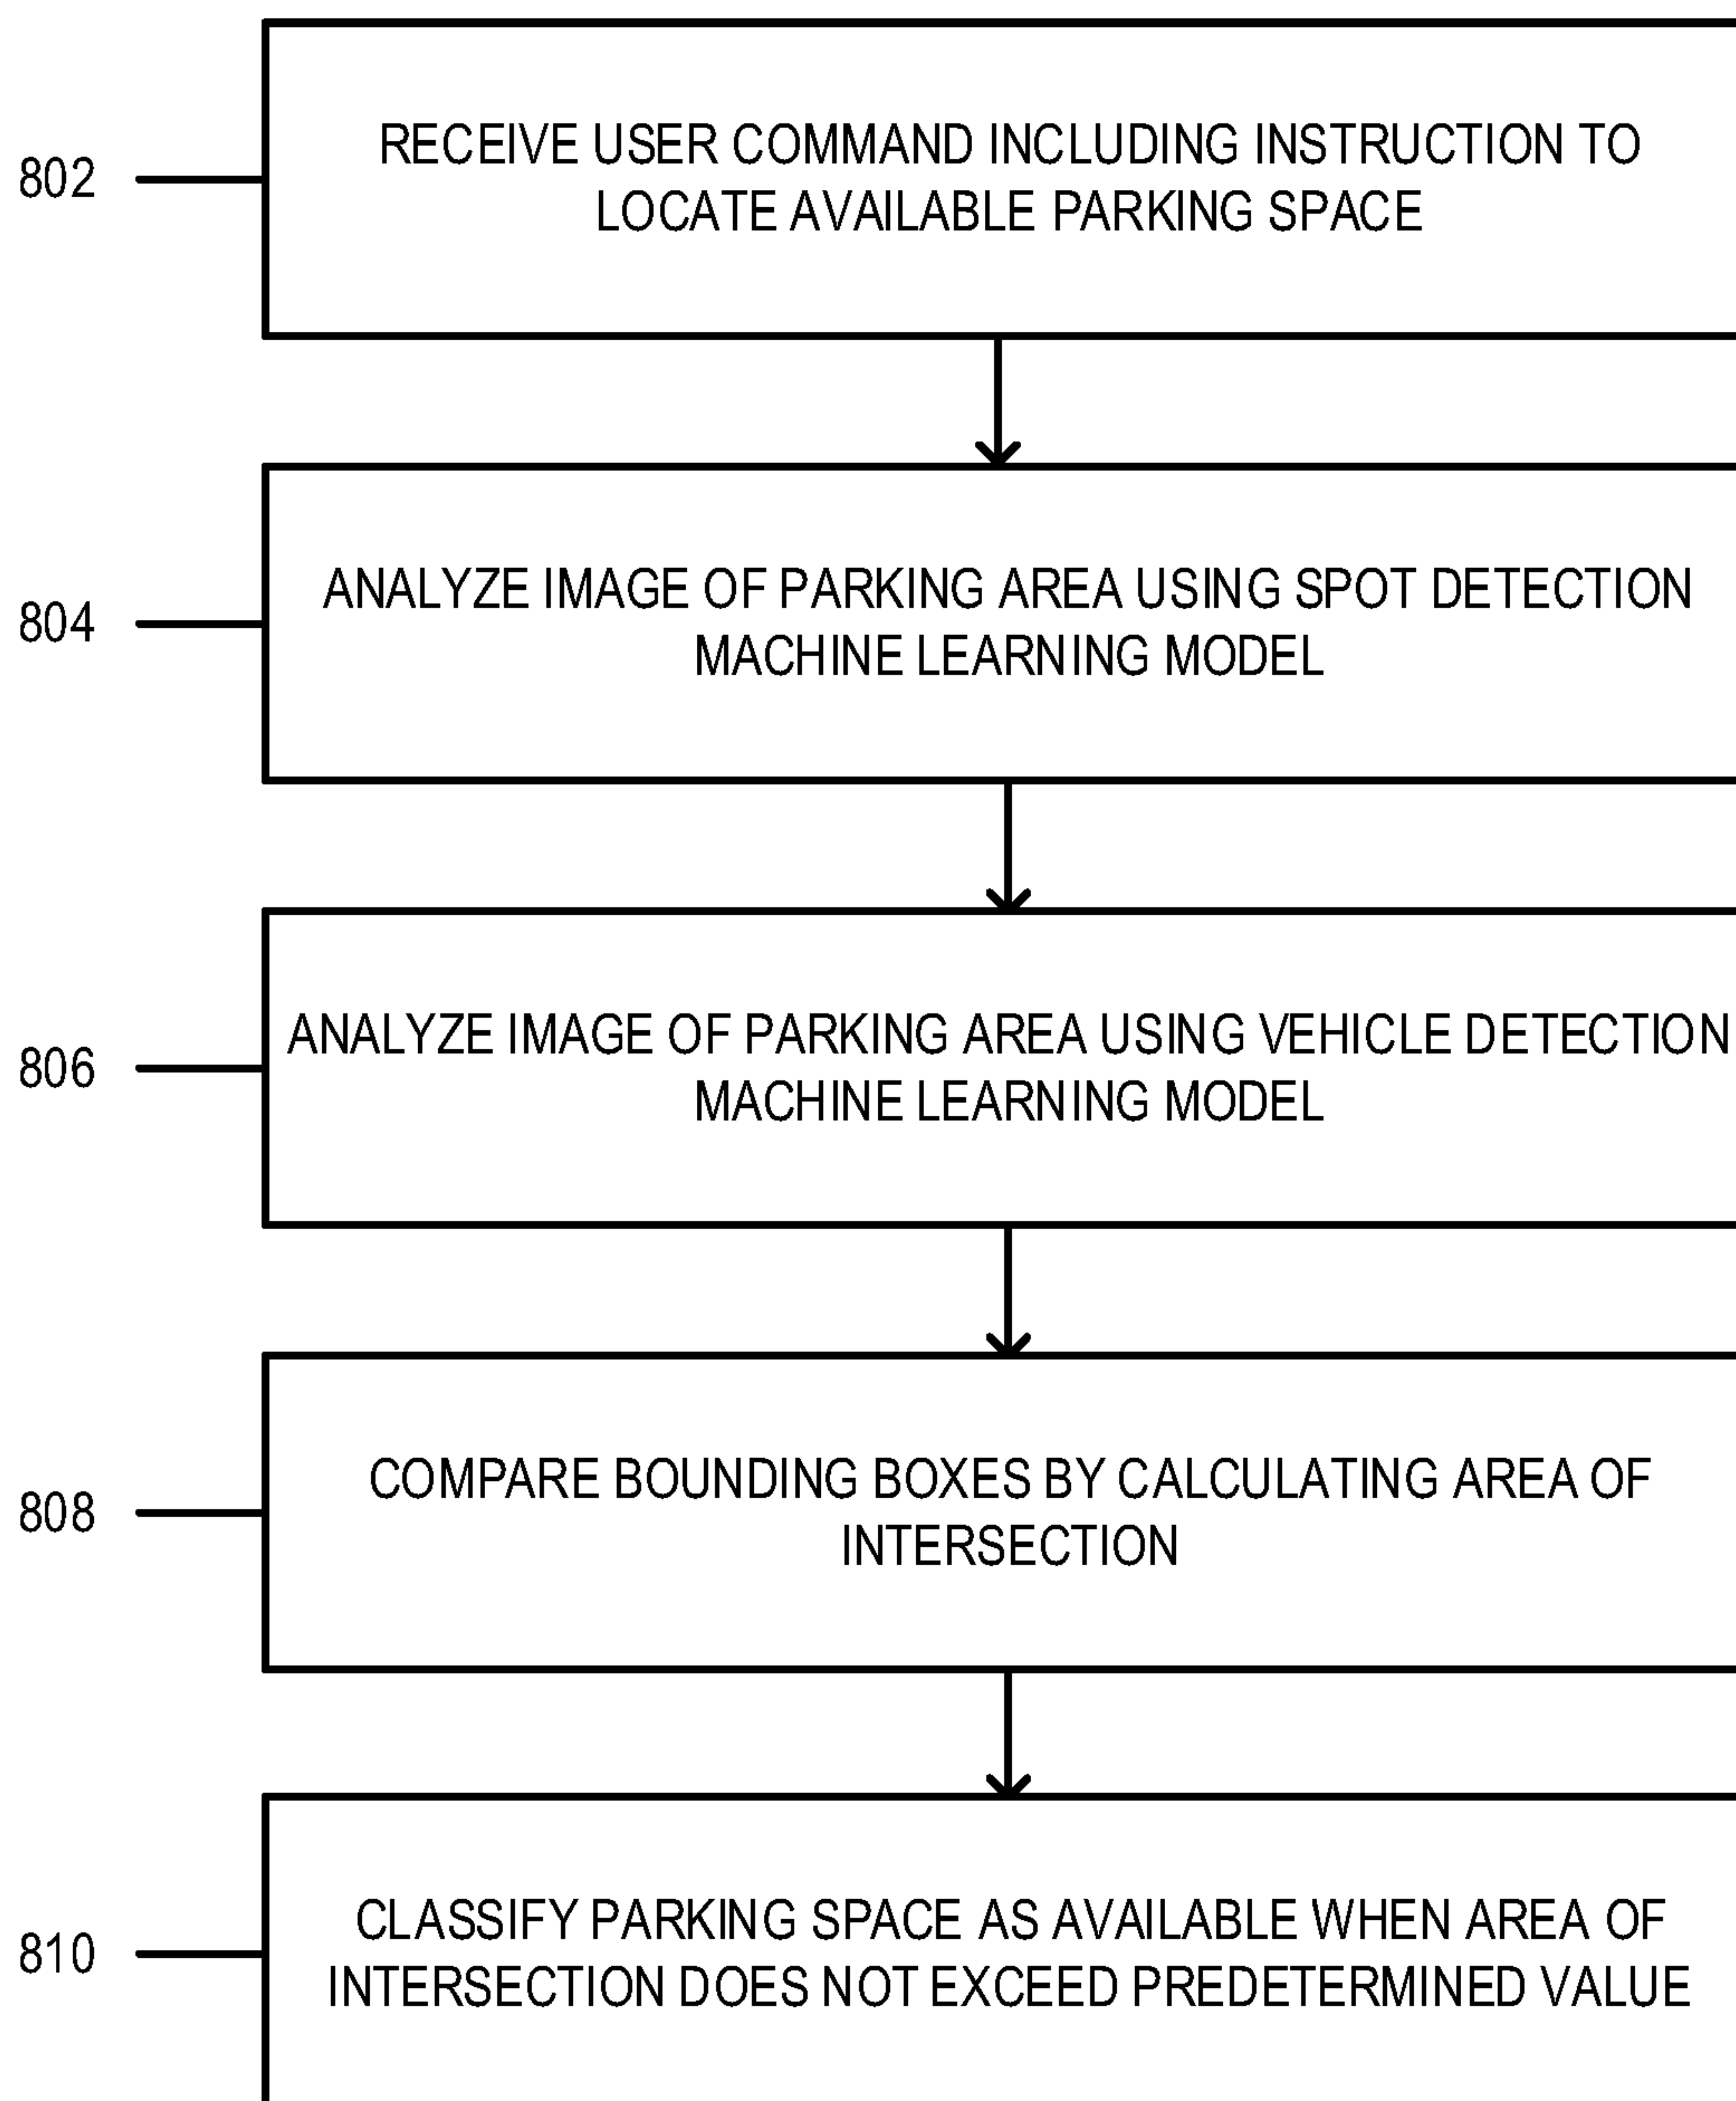 802
RECEIVE USER COMMAND INCLUDING INSTRUCTION TO
LOCATE AVAILABLE PARKING SPACE
804
ANALYZE IMAGE OF PARKING AREA USING SPOT DETECTION
MACHINE LEARNING MODEL
806
ANALYZE IMAGE OF PARKING AREA USING VEHICLE DETECTION
MACHINE LEARNING MODEL
808
COMPARE BOUNDING BOXES BY CALCULATING AREA OF
INTERSECTION
810
CLASSIFY PARKING SPACE AS AVAILABLE WHEN AREA OF
INTERSECTION DOES NOT EXCEED PREDETERMINED VALUE